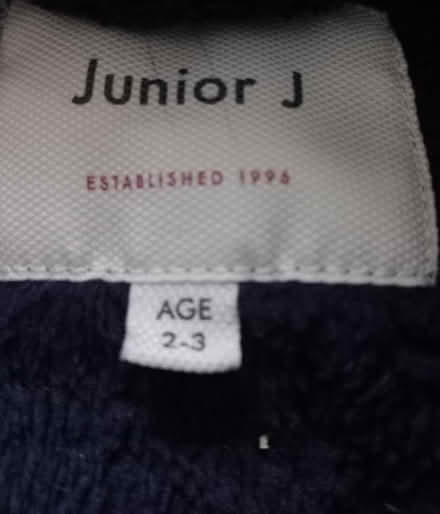 Junior J
ESTABLISHED 1996
AGE
2-3